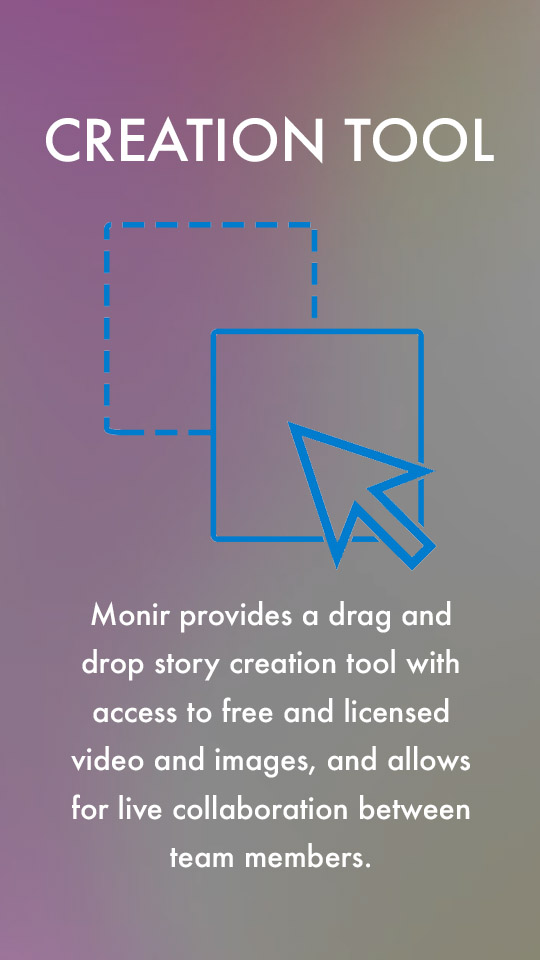 CREATION TOOL
Monir provides a drag and
drop story creation tool with
access to free and licensed
video and images, and allows
for live collaboration between
team members.